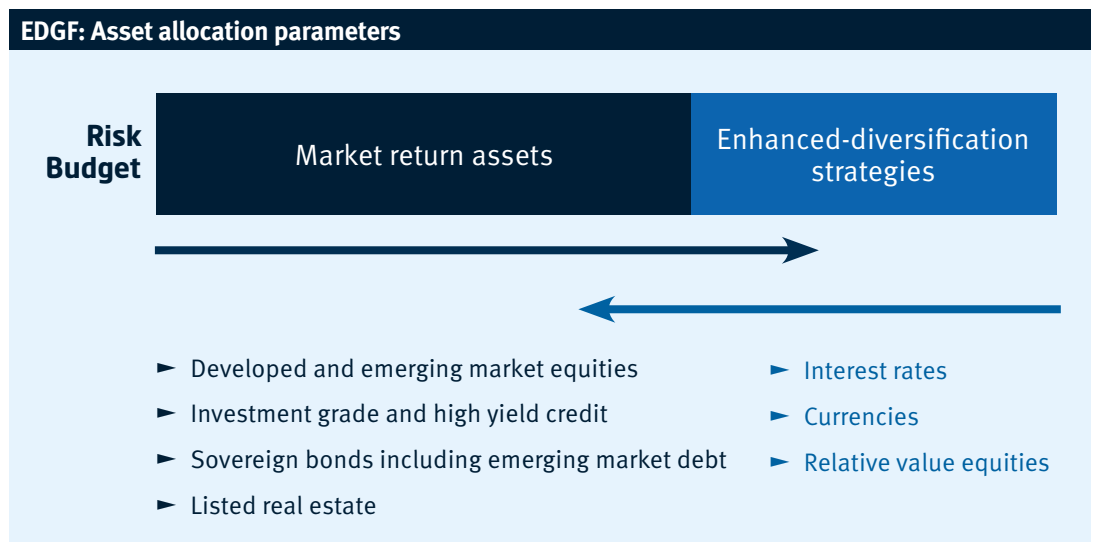 EDGF: Asset allocation parameters
Risk
Budget
Market return assets
Enhanced-diversification
strategies
► Developed and emerging market equities
► Investment grade and high yield credit
► Sovereign bonds including emerging market debt
► Listed real estate
► Interest rates
► Currencies
► Relative value equities